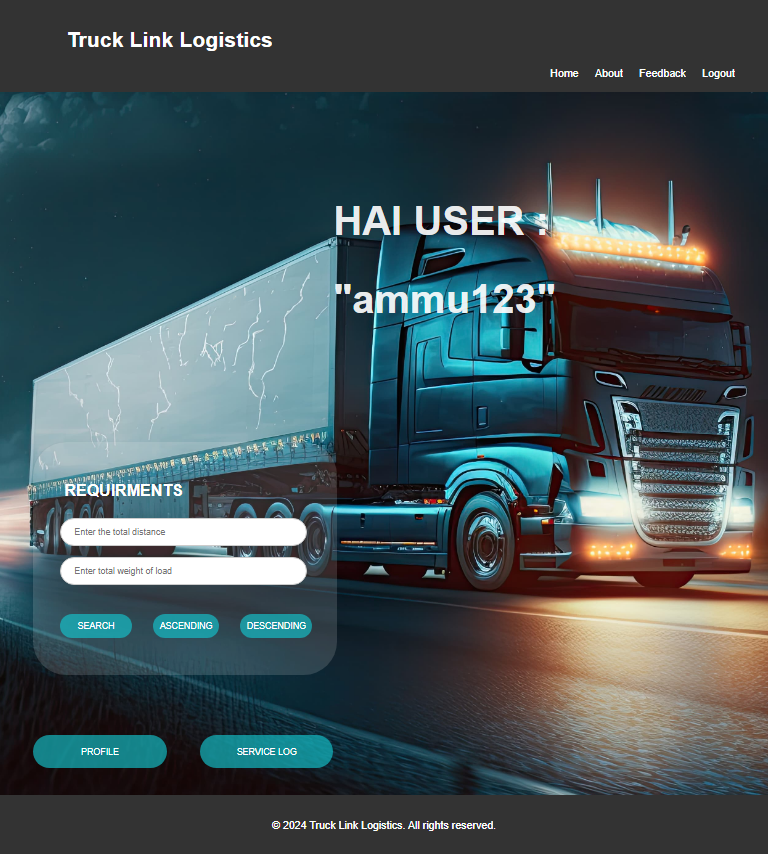 Truck Link Logistics
Home About Feedback Logout
HAI USER :
"ammu123"
REQUIRMENTS
Enter the total distance
Enter total weight of load
SEARCH ASCENDING DESCENDING
PROFILE SERVICE LOG
© 2024 Truck Link Logistics. All rights reserved.